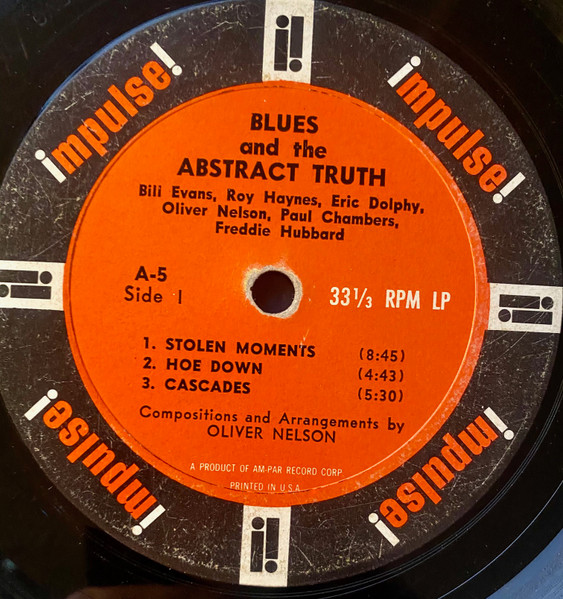 impulse!
impulse!
BLUES
and the
ABSTRACT TRUTH
Bill Evans, Roy Haynes, Eric Dolphy,
Oliver Nelson, Paul Chambers,
Freddie Hubbard
A-5
Side 1
33 1/3 RPM LP
1. STOLEN MOMENTS (8:45)
2. HOE DOWN (4:43)
3. CASCADES (5:30)
Compositions and Arrangements by
OLIVER NELSON
A PRODUCT OF AM-PAR RECORD CORP.
PRINTED IN U.S.A.
impulse!
impulse!